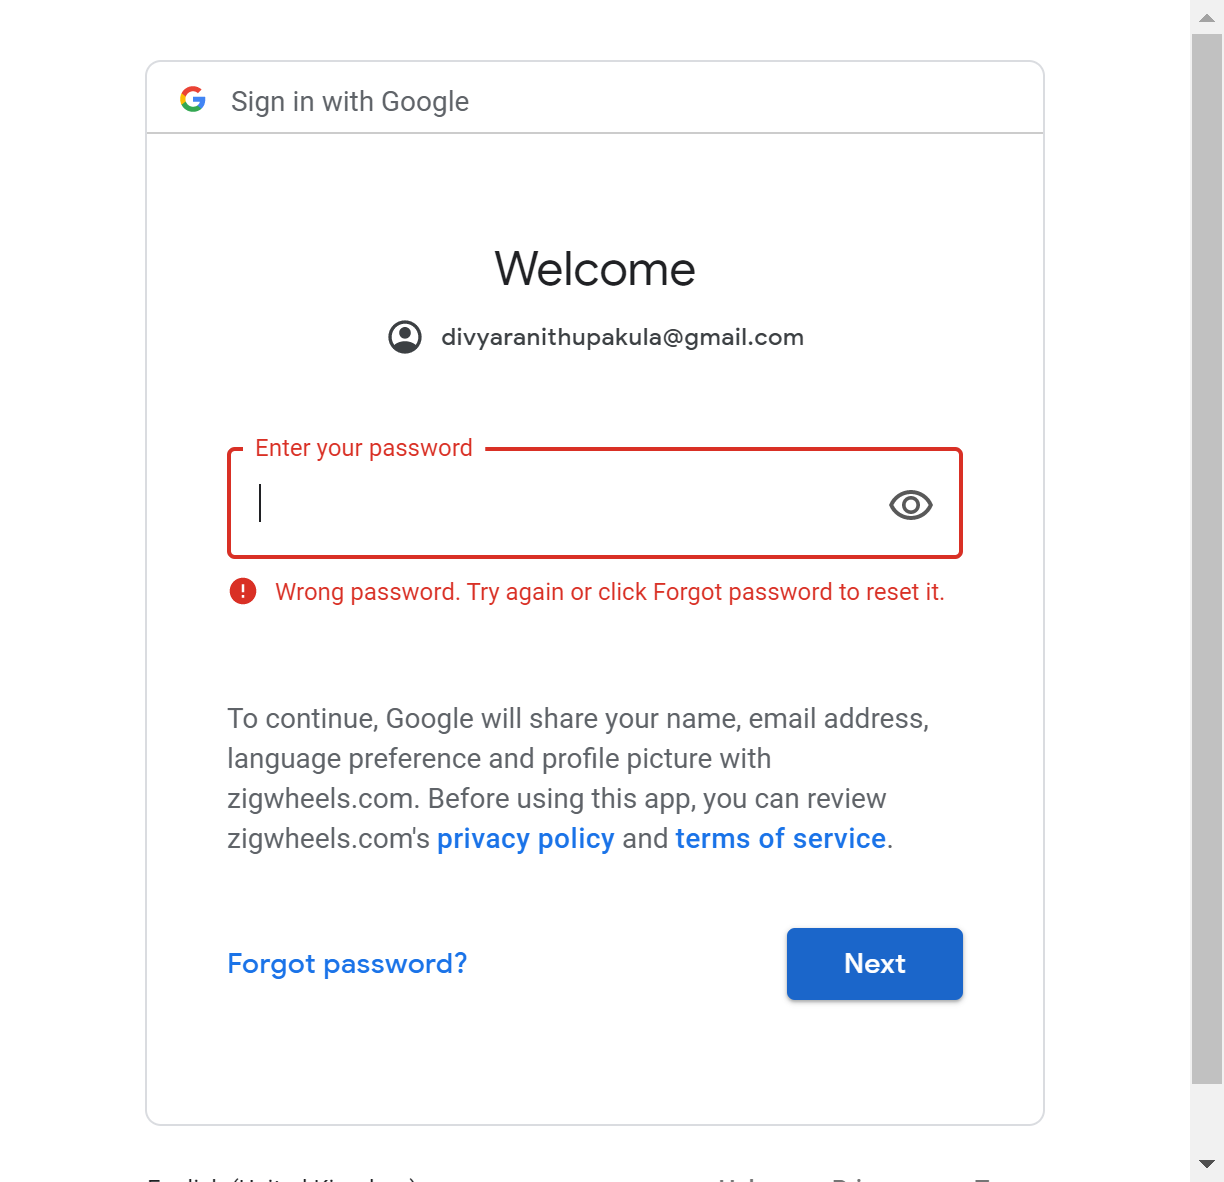 Sign in with Google
Welcome
divyaranithupakula@gmail.com
Enter your password
Wrong password. Try again or click Forgot password to reset it.
To continue, Google will share your name, email address,
language preference and profile picture with
zigwheels.com. Before using this app, you can review
zigwheels.com's privacy policy and terms of service.
Forgot password?
Next